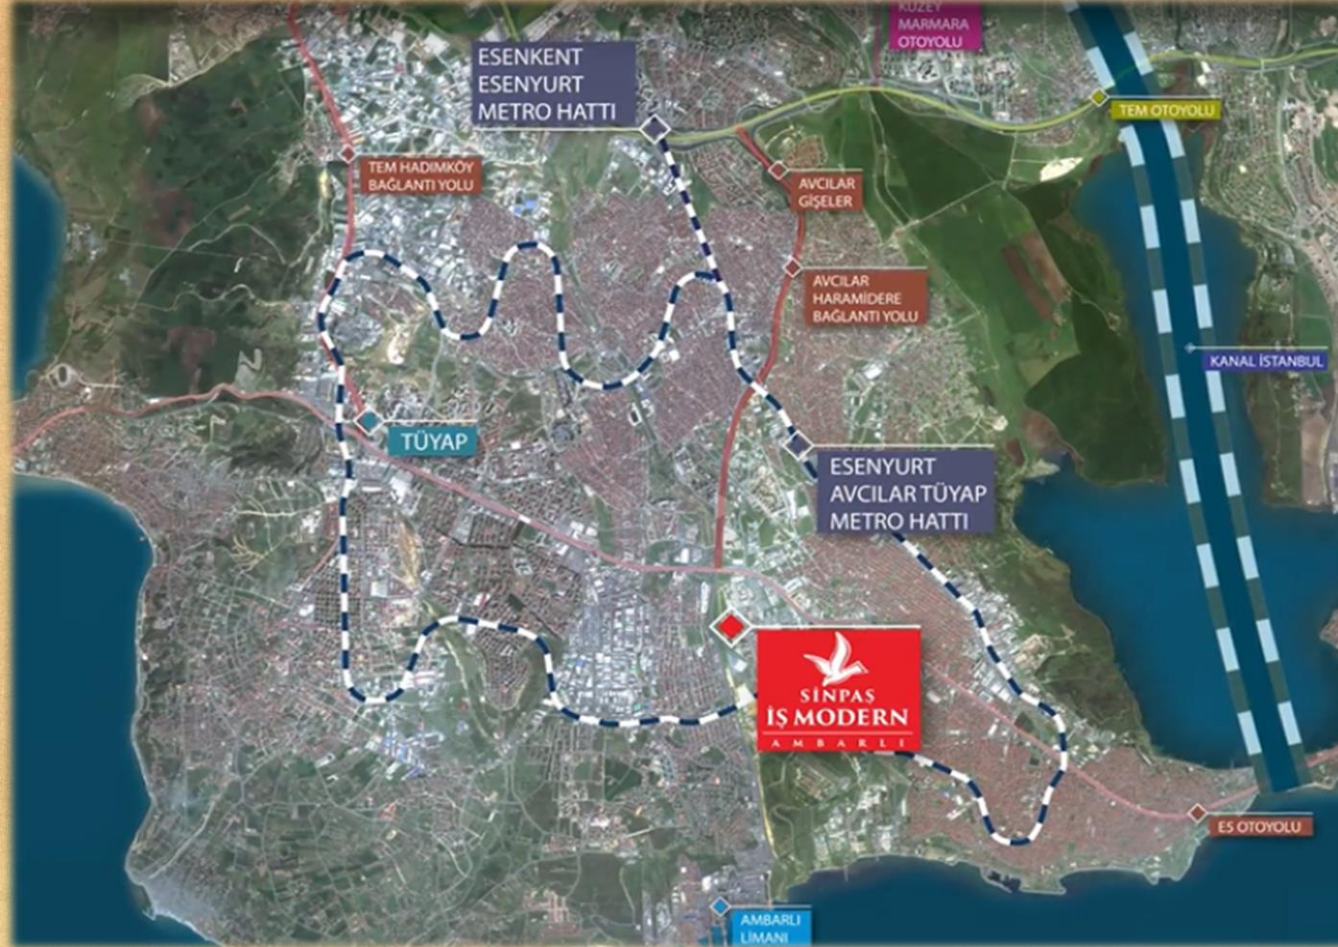 KUZEY
MARMARA
OTOYOLU
ESENKENT
ESENYURT
METRO HATTI
TEM OTOYOLU
TEM HADIMKÖY
BAĞLANTI YOLU
AVCILAR
GİŞELER
AVCILAR
HARAMİDERE
BAĞLANTI YOLU
KANAL İSTANBUL
TÜYAP
ESENYURT
AVCILAR TÜYAP
METRO HATTI
SİNPAŞ
İŞ MODERN
AMBARLI
E5 OTOYOLU
AMBARLI
LİMANI